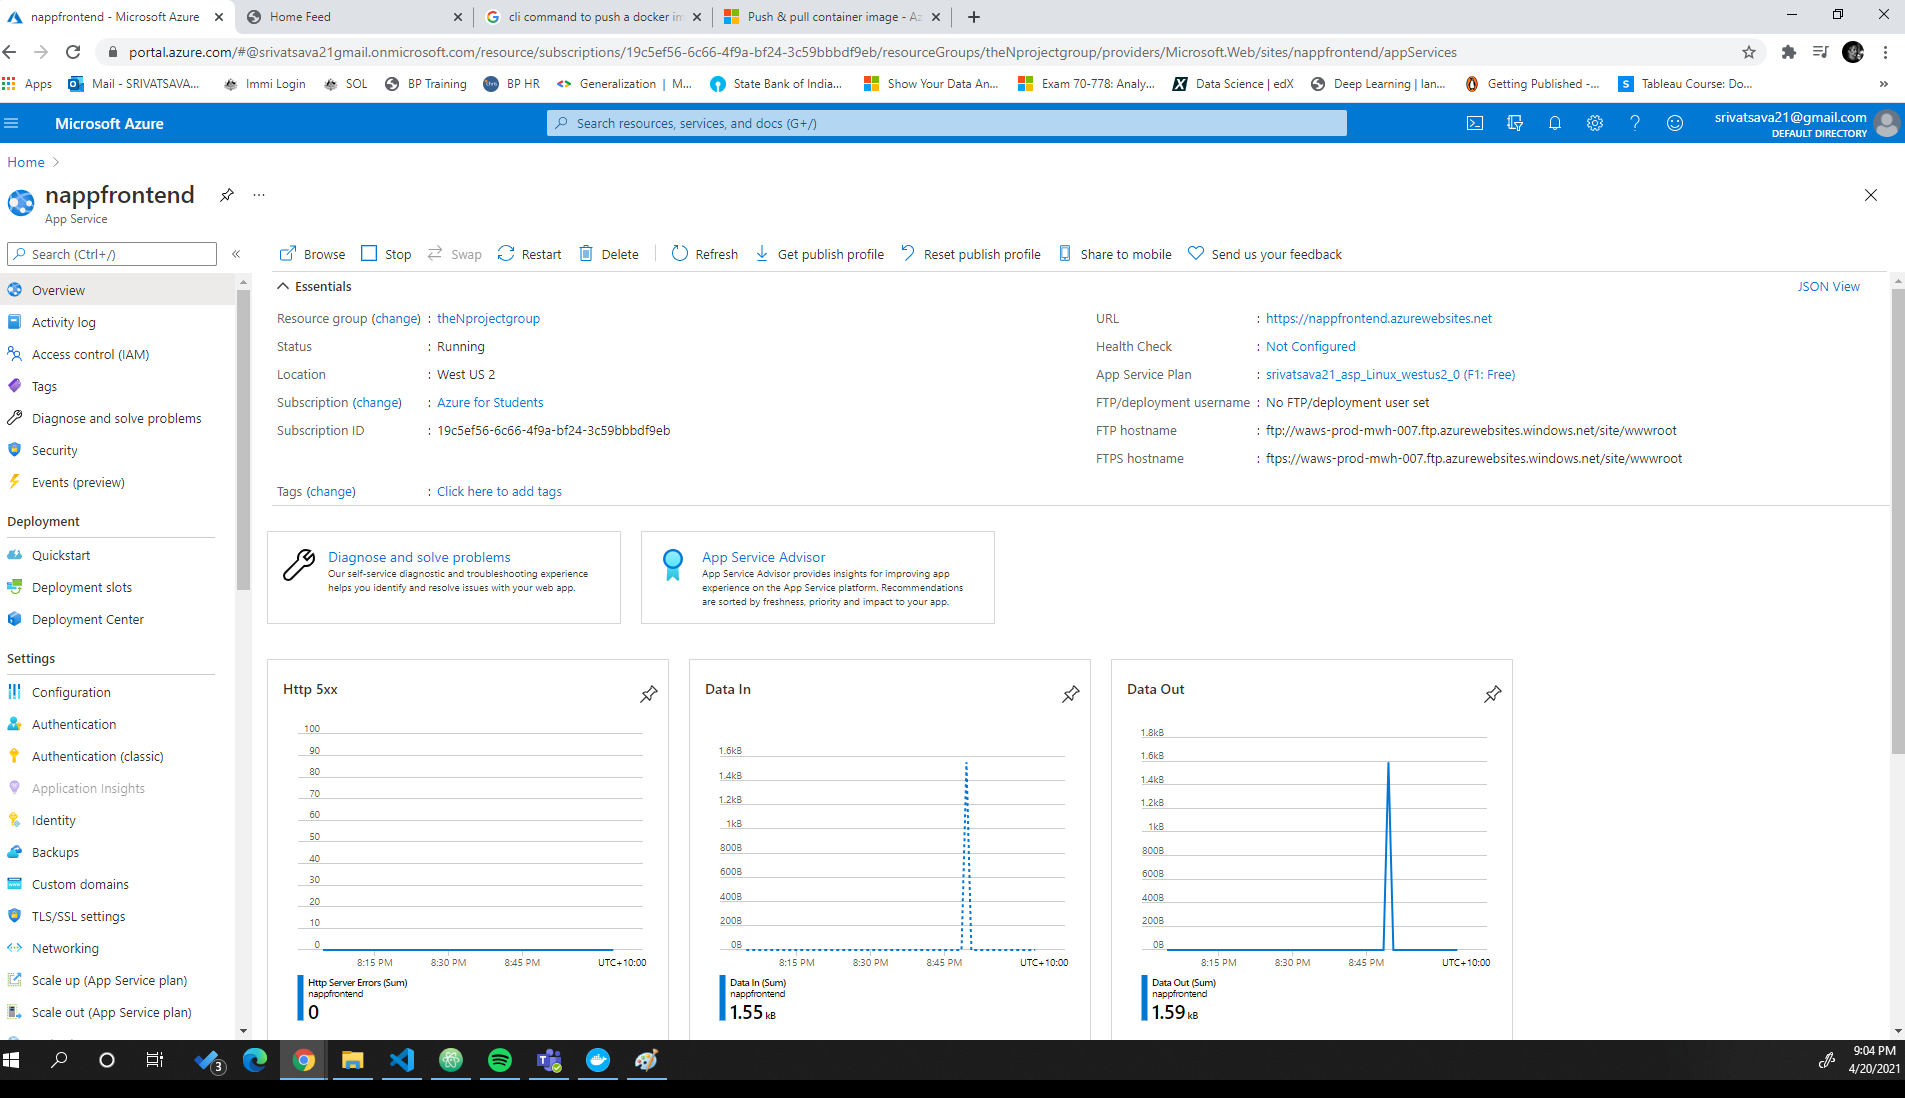 nappfrontend - Microsoft Azure
Home Feed
cli command to push a docker im
Push & pull container image - Az
portal.azure.com/#@srivatsava21gmail.onmicrosoft.com/resource/subscriptions/19c5ef56-6c66-4f9a-bf24-3c59bbbdf9eb/resourceGroups/theNprojectgroup/providers/Microsoft.Web/sites/nappfrontend/appServices
Apps
Mail - SRIVATSAVA...
Immi Login
SOL
BP Training
BP HR
Generalization | M...
State Bank of India...
Show Your Data An...
Exam 70-778: Analy...
Data Science | edX
Deep Learning | Ian...
Getting Published -...
Tableau Course: Do...
»
Microsoft Azure
Search resources, services, and docs (G+/)
srivatsava21@gmail.com
DEFAULT DIRECTORY
Home >
nappfrontend
...
App Service
Search (Ctrl+/)
«
Browse
Stop
Swap
Restart
Delete
Refresh
Get publish profile
Reset publish profile
Share to mobile
Send us your feedback
Overview
Activity log
Access control (IAM)
Tags
Diagnose and solve problems
Security
Events (preview)
Deployment
Quickstart
Deployment slots
Deployment Center
Settings
Configuration
Authentication
Authentication (classic)
Application Insights
Identity
Backups
Custom domains
TLS/SSL settings
Networking
Scale up (App Service plan)
Scale out (App Service plan)
Essentials
JSON View
Resource group (change) : theNprojectgroup
Status : Running
Location : West US 2
Subscription (change) : Azure for Students
Subscription ID : 19c5ef56-6c66-4f9a-bf24-3c59bbbdf9eb
URL : https://nappfrontend.azurewebsites.net
Health Check : Not Configured
App Service Plan : srivatsava21_asp_Linux_westus2_0 (F1: Free)
FTP/deployment username : No FTP/deployment user set
FTP hostname : ftp://waws-prod-mwh-007.ftp.azurewebsites.windows.net/site/wwwroot
FTPS hostname : ftps://waws-prod-mwh-007.ftp.azurewebsites.windows.net/site/wwwroot
Tags (change) : Click here to add tags
Diagnose and solve problems
Our self-service diagnostic and troubleshooting experience
helps you identify and resolve issues with your web app.
App Service Advisor
App Service Advisor provides insights for improving app
experience on the App Service platform. Recommendations
are sorted by freshness, priority and impact to your app.
Http 5xx
100
90
80
70
60
50
40
30
20
10
0
8:15 PM
8:30 PM
8:45 PM
UTC+10:00
Http Server Errors (Sum)
nappfrontend
0
Data In
1.6kB
1.4kB
1.2kB
1kB
800B
600B
400B
200B
0B
8:15 PM
8:30 PM
8:45 PM
UTC+10:00
Data In (Sum)
nappfrontend
1.55 kB
Data Out
1.8kB
1.6kB
1.4kB
1.2kB
1kB
800B
600B
400B
200B
0B
8:15 PM
8:30 PM
8:45 PM
UTC+10:00
Data Out (Sum)
nappfrontend
1.59 kB
3
9:04 PM
4/20/2021